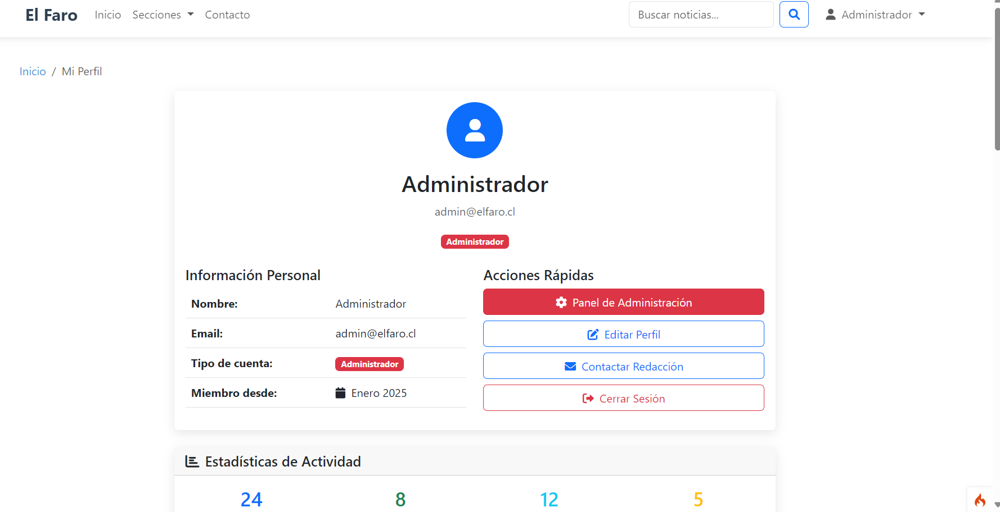 El Faro Inicio Secciones Contacto Buscar noticias... Administrador
Inicio / Mi Perfil
Administrador
admin@elfaro.cl
Administrador
Información Personal
Nombre: Administrador
Email: admin@elfaro.cl
Tipo de cuenta: Administrador
Miembro desde: Enero 2025
Acciones Rápidas
Panel de Administración
Editar Perfil
Contactar Redacción
Cerrar Sesión
Estadísticas de Actividad
24 8 12 5